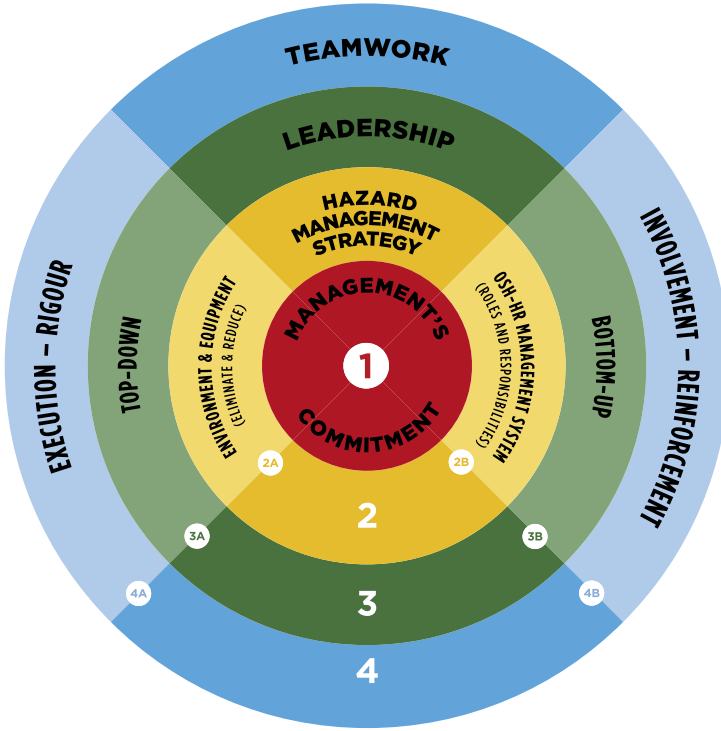 TEAMWORK
LEADERSHIP
HAZARD
MANAGEMENT
STRATEGY
MANAGEMENT'S
1
COMMITMENT
EXECUTION – RIGOUR
TOP-DOWN
ENVIRONMENT & EQUIPMENT
(ELIMINATE & REDUCE)
OSH-HR MANAGEMENT SYSTEM
(ROLES AND RESPONSIBILITIES)
BOTTOM-UP
INVOLVEMENT – REINFORCEMENT
2A
2B
2
3A
3B
3
4A
4B
4